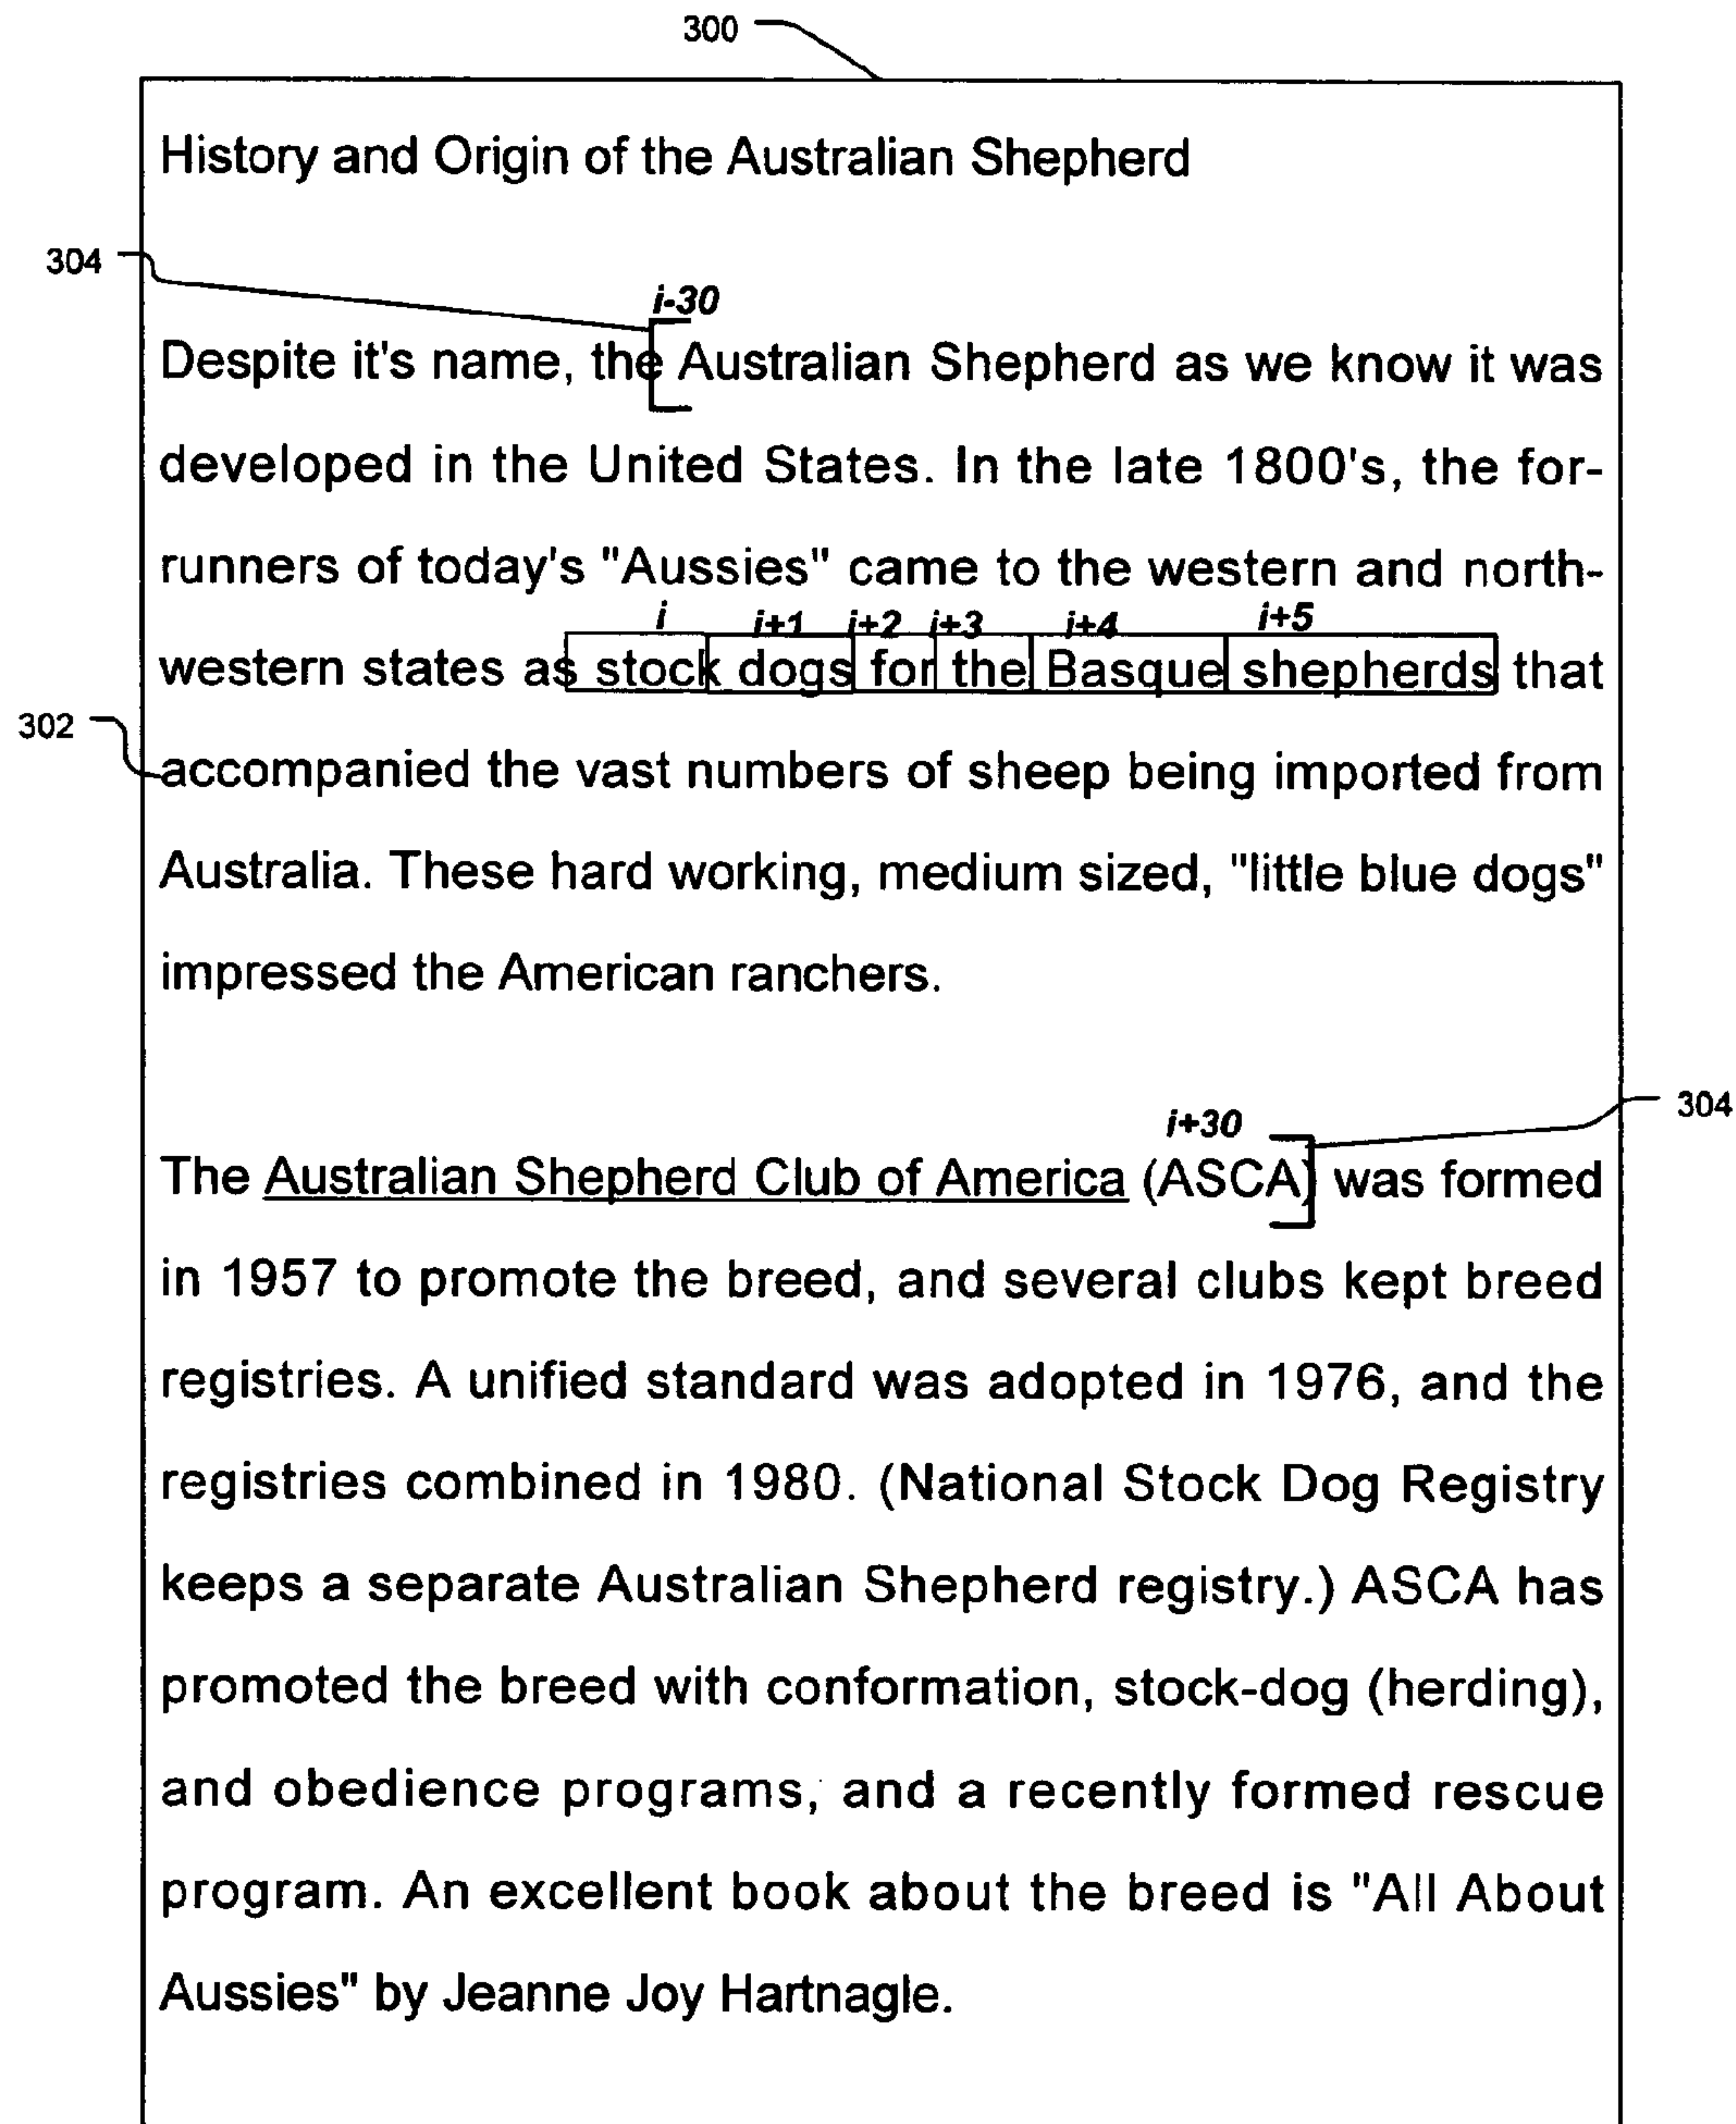 300
History and Origin of the Australian Shepherd
304
i-30
Despite it's name, the Australian Shepherd as we know it was
developed in the United States. In the late 1800's, the for-
runners of today's "Aussies" came to the western and north-
i i+1 i+2 i+3 i+4 i+5
western states as stock dogs for the Basque shepherds that
302
accompanied the vast numbers of sheep being imported from
Australia. These hard working, medium sized, "little blue dogs"
impressed the American ranchers.
i+30
304
The Australian Shepherd Club of America (ASCA) was formed
in 1957 to promote the breed, and several clubs kept breed
registries. A unified standard was adopted in 1976, and the
registries combined in 1980. (National Stock Dog Registry
keeps a separate Australian Shepherd registry.) ASCA has
promoted the breed with conformation, stock-dog (herding),
and obedience programs, and a recently formed rescue
program. An excellent book about the breed is "All About
Aussies" by Jeanne Joy Hartnagle.